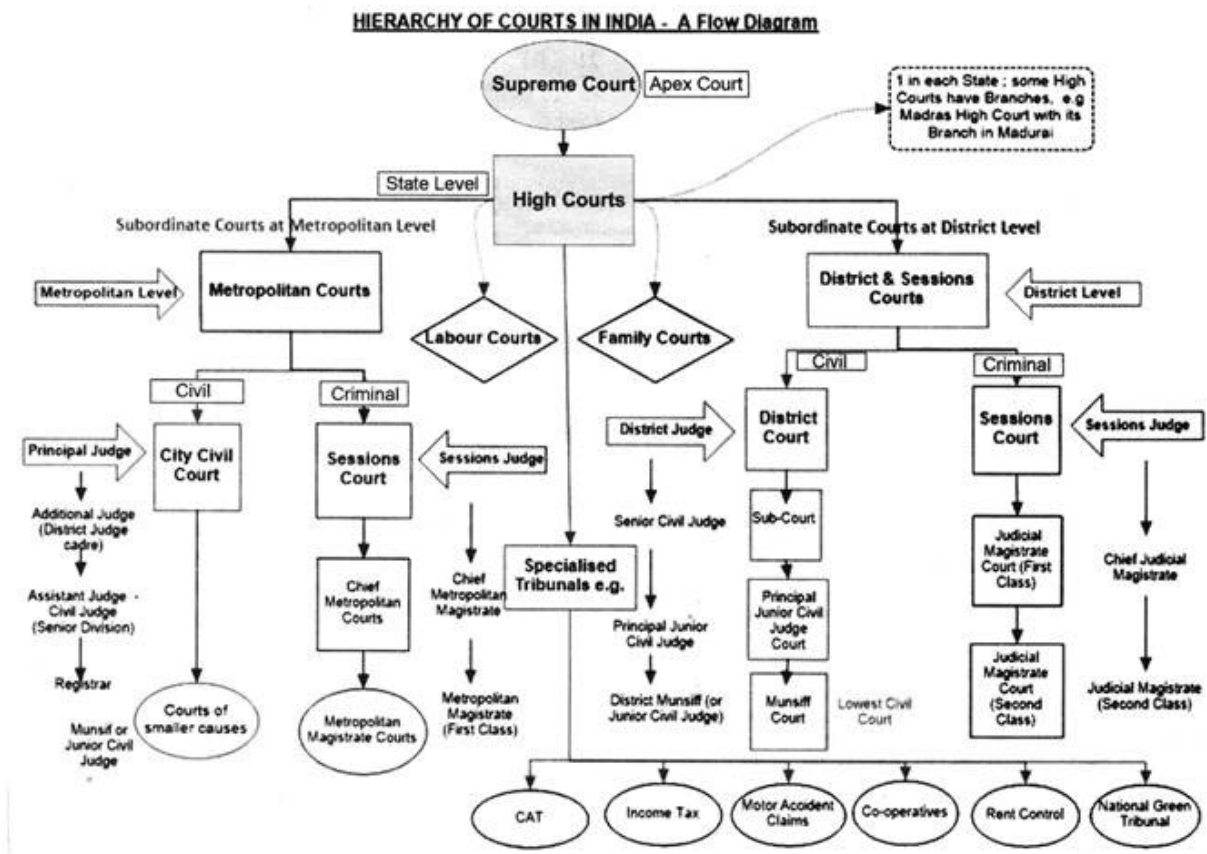 HIERARCHY OF COURTS IN INDIA - A Flow Diagram
Supreme Court
Apex Court
1 in each State ; some High
Courts have Branches, e.g
Madras High Court with its
Branch in Madurai
State Level
High Courts
Subordinate Courts at Metropolitan Level
Subordinate Courts at District Level
Metropolitan Level
Metropolitan Courts
Labour Courts
Family Courts
District & Sessions
Courts
District Level
Civil
Criminal
Civil
Criminal
Principal Judge
City Civil
Court
Sessions
Court
Sessions Judge
District Judge
District
Court
Sessions
Court
Sessions Judge
Additional Judge
(District Judge
cadre)
Assistant Judge -
Civil Judge
(Senior Division)
Registrar
Munsif or
Junior Civil
Judge
Courts of
smaller causes
Chief
Metropolitan
Courts
Metropolitan
Magistrate Courts
Chief
Metropolitan
Magistrate
Metropolitan
Magistrate
(First Class)
Specialised
Tribunals e.g.
Senior Civil Judge
Principal Junior
Civil Judge
District Munsiff (or
Junior Civil Judge)
Sub-Court
Principal
Junior Civil
Judge
Court
Munsiff
Court
Lowest Civil
Court
Judicial
Magistrate
Court (First
Class)
Judicial
Magistrate
Court
(Second
Class)
Chief Judicial
Magistrate
Judicial Magistrate
(Second Class)
CAT
Income Tax
Motor Accident
Claims
Co-operatives
Rent Control
National Green
Tribunal